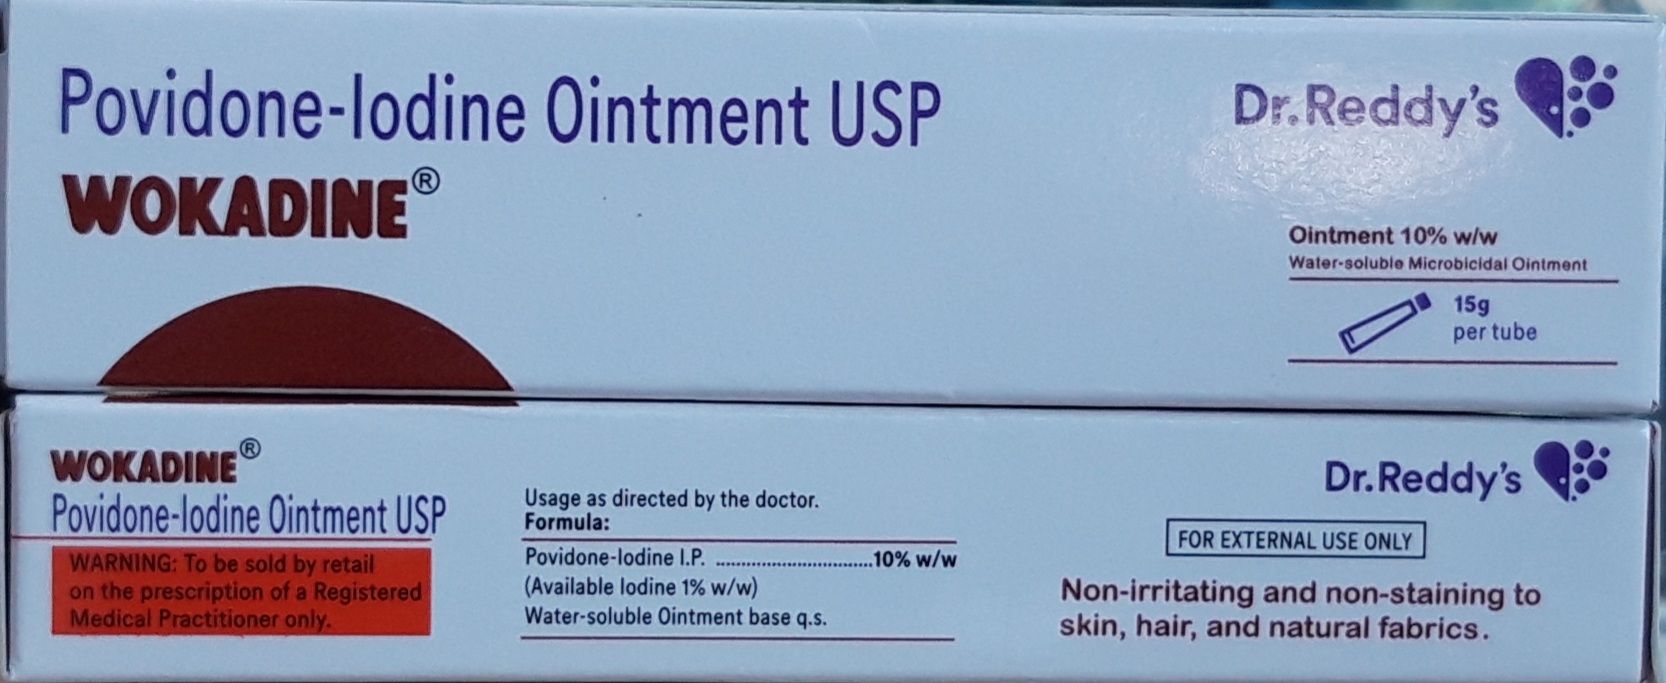 Povidone-Iodine Ointment USP
WOKADINE®
Dr.Reddy's
Ointment 10% w/w
Water-soluble Microbicidal Ointment
15g
per tube
WOKADINE®
Povidone-Iodine Ointment USP
WARNING: To be sold by retail
on the prescription of a Registered
Medical Practitioner only.
Usage as directed by the doctor.
Formula:
Povidone-Iodine I.P. ................................10% w/w
(Available Iodine 1% w/w)
Water-soluble Ointment base q.s.
Dr.Reddy's
FOR EXTERNAL USE ONLY
Non-irritating and non-staining to
skin, hair, and natural fabrics.